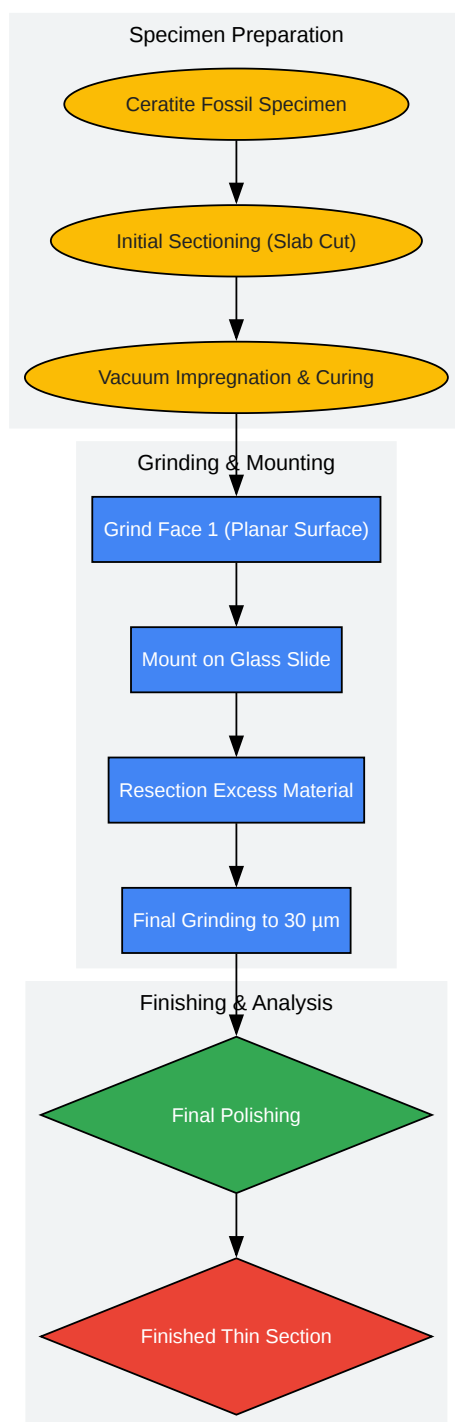 Specimen Preparation
Ceratite Fossil Specimen
Initial Sectioning (Slab Cut)
Vacuum Impregnation & Curing
Grinding & Mounting
Grind Face 1 (Planar Surface)
Mount on Glass Slide
Resection Excess Material
Final Grinding to 30 µm
Finishing & Analysis
Final Polishing
Finished Thin Section